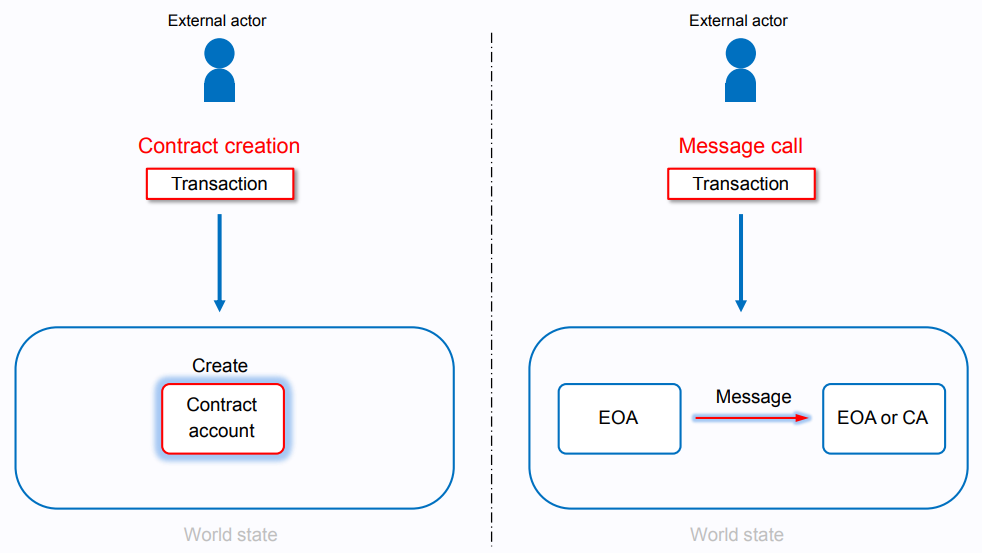 External actor
Contract creation
Transaction
Create
Contract
account
World state
External actor
Message call
Transaction
EOA
Message
EOA or CA
World state